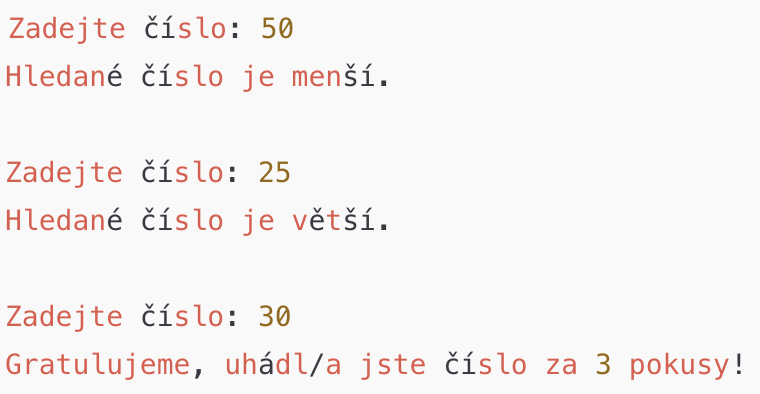 Zadejte číslo: 50
Hledané číslo je menší.
Zadejte číslo: 25
Hledané číslo je větší.
Zadejte číslo: 30
Gratulujeme, uhádl/a jste číslo za 3 pokusy!